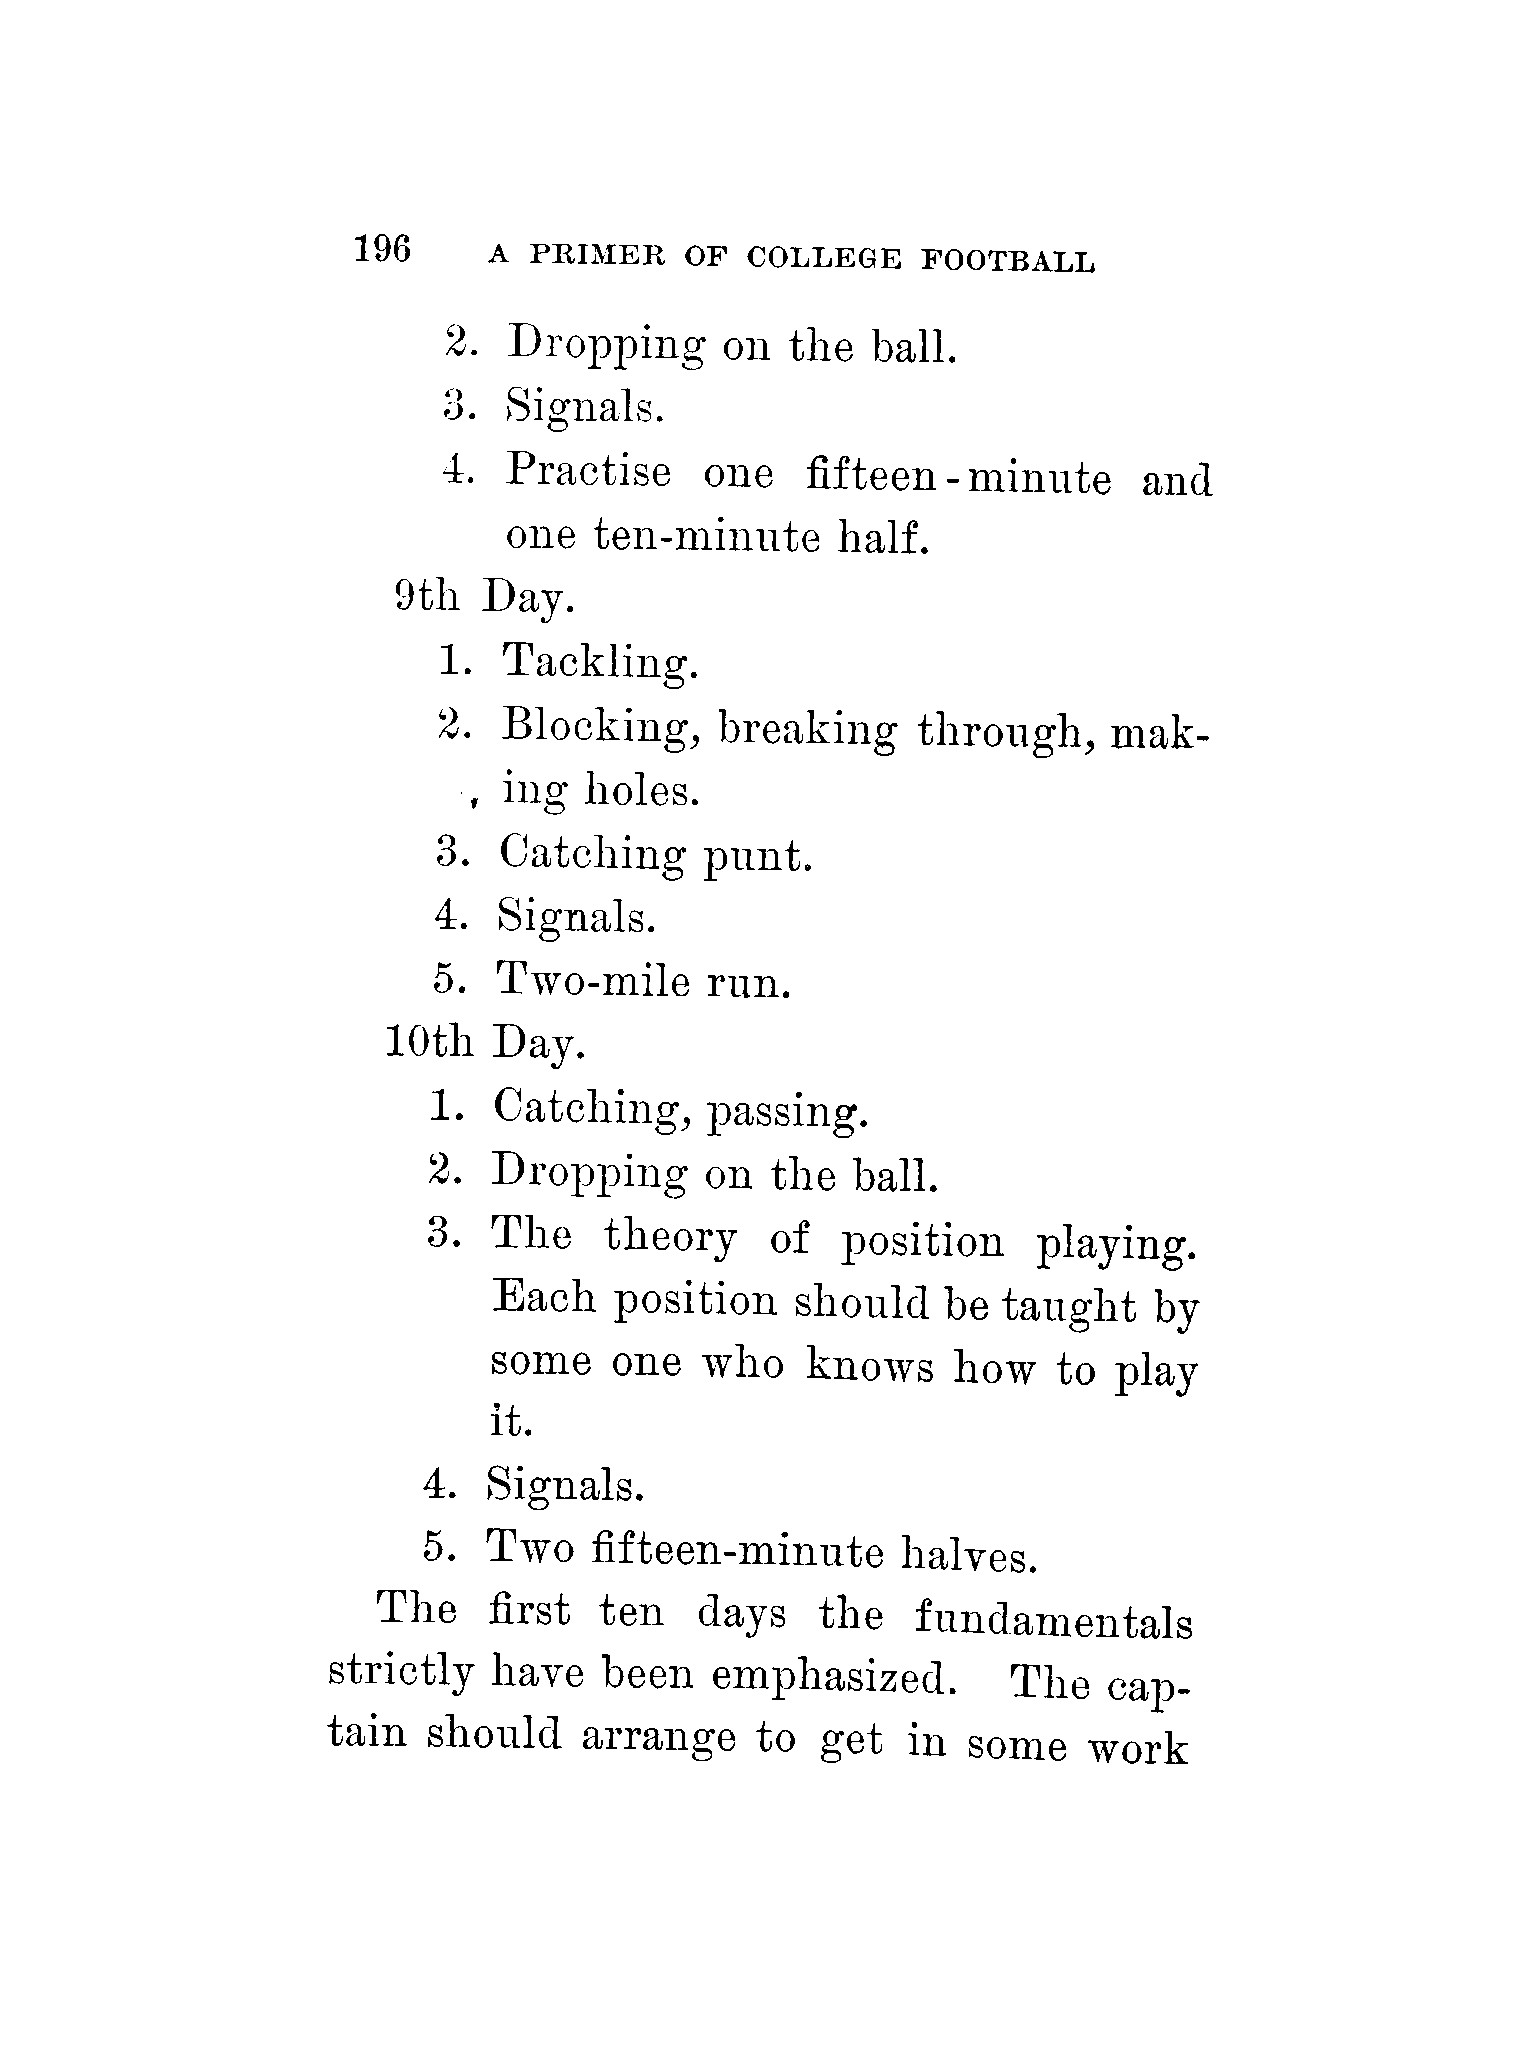 196 A PRIMER OF COLLEGE FOOTBALL
2. Dropping on the ball.
3. Signals.
4. Practise one fifteen-minute and
one ten-minute half.
9th Day.
1. Tackling.
2. Blocking, breaking through, mak-
ing holes.
3. Catching punt.
4. Signals.
5. Two-mile run.
10th Day.
1. Catching, passing.
2. Dropping on the ball.
3. The theory of position playing.
Each position should be taught by
some one who knows how to play
it.
4. Signals.
5. Two fifteen-minute halves.
The first ten days the fundamentals
strictly have been emphasized. The cap-
tain should arrange to get in some work